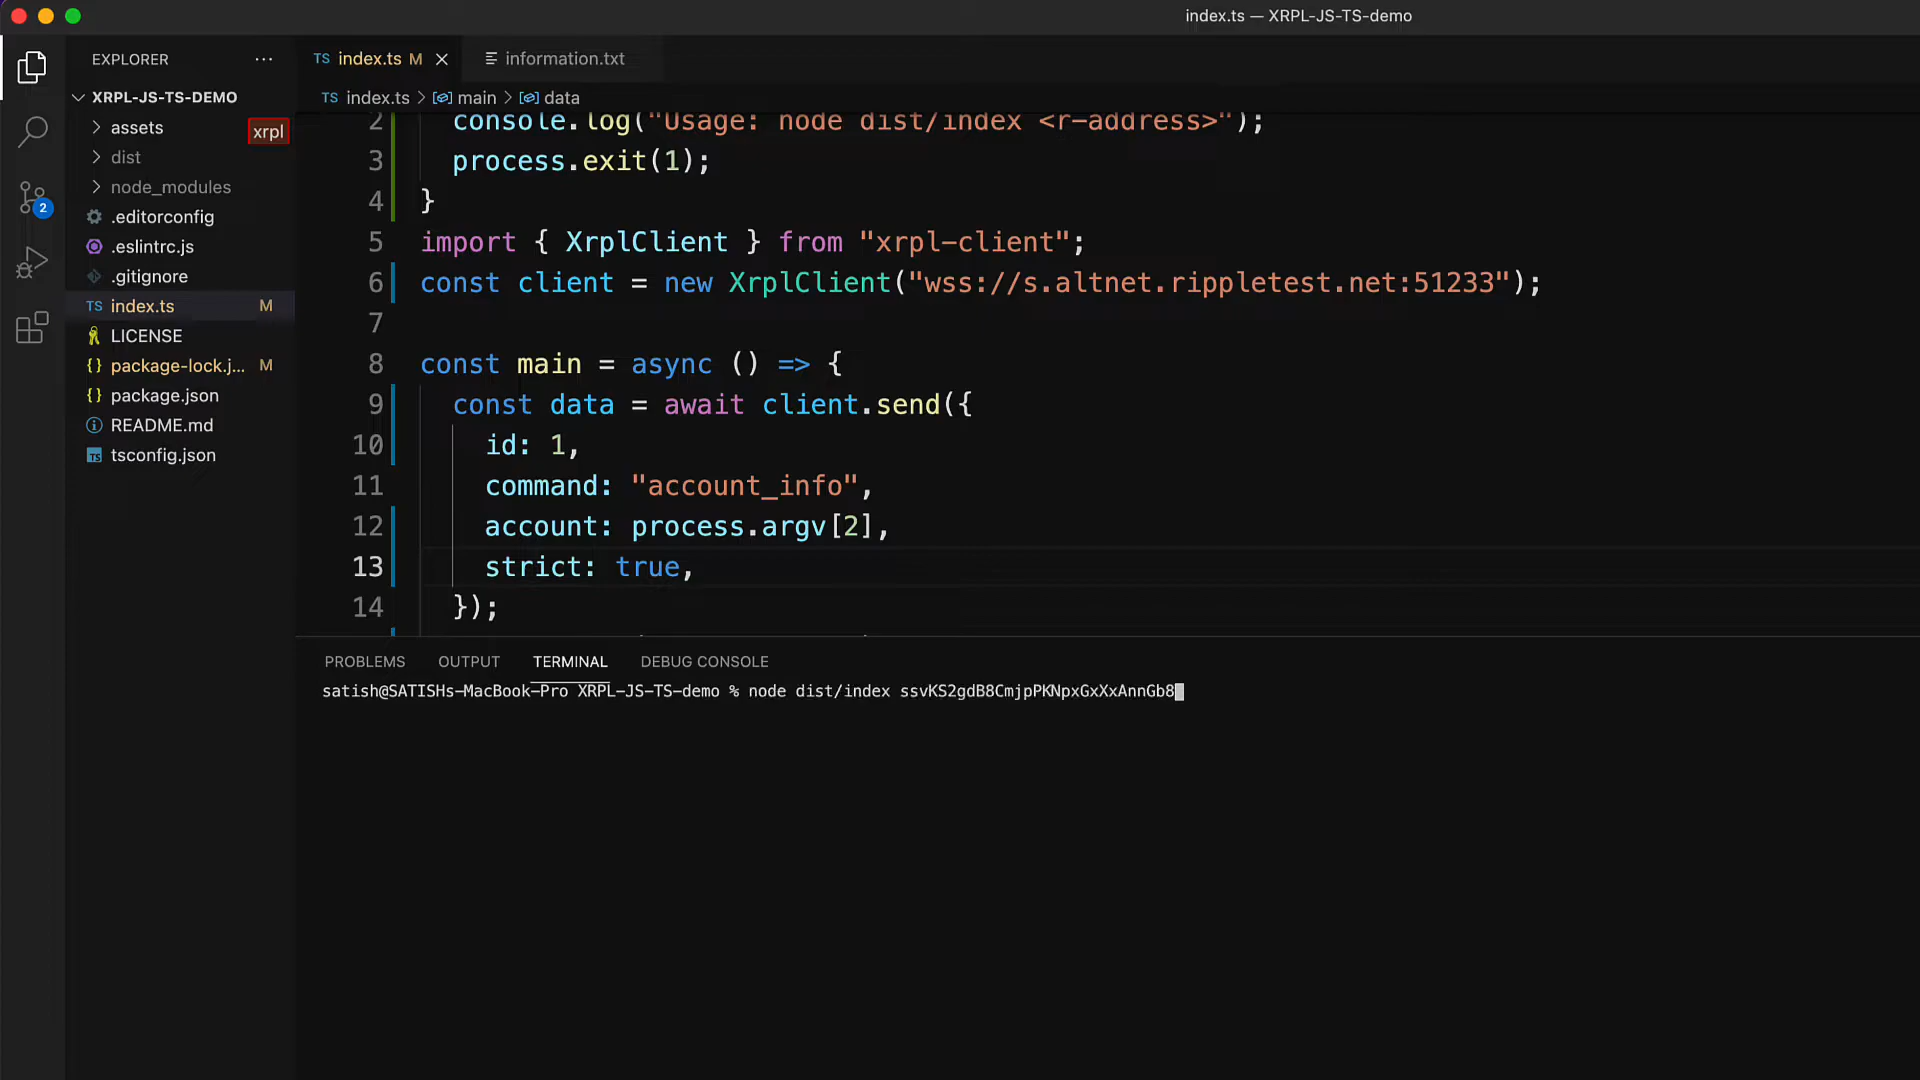 index.ts — XRPL-JS-TS-demo
EXPLORER
TS index.ts M
information.txt
XRPL-JS-TS-DEMO
TS index.ts > main > data
assets
xrpl
dist
node_modules
.editorconfig
.eslintrc.js
.gitignore
TS index.ts M
LICENSE
{} package-lock.j... M
{} package.json
README.md
TS tsconfig.json
2
2 console.log("Usage: node dist/index <r-address>");
3 process.exit(1);
4 }
5 import { XrplClient } from "xrpl-client";
6 const client = new XrplClient("wss://s.altnet.rippletest.net:51233");
7
8 const main = async () => {
9 const data = await client.send({
10 id: 1,
11 command: "account_info",
12 account: process.argv[2],
13 strict: true,
14 });
PROBLEMS OUTPUT TERMINAL DEBUG CONSOLE
satish@SATISHs-MacBook-Pro XRPL-JS-TS-demo % node dist/index ssvKS2gdB8CmjpPKNpxGxXxAnnGb8